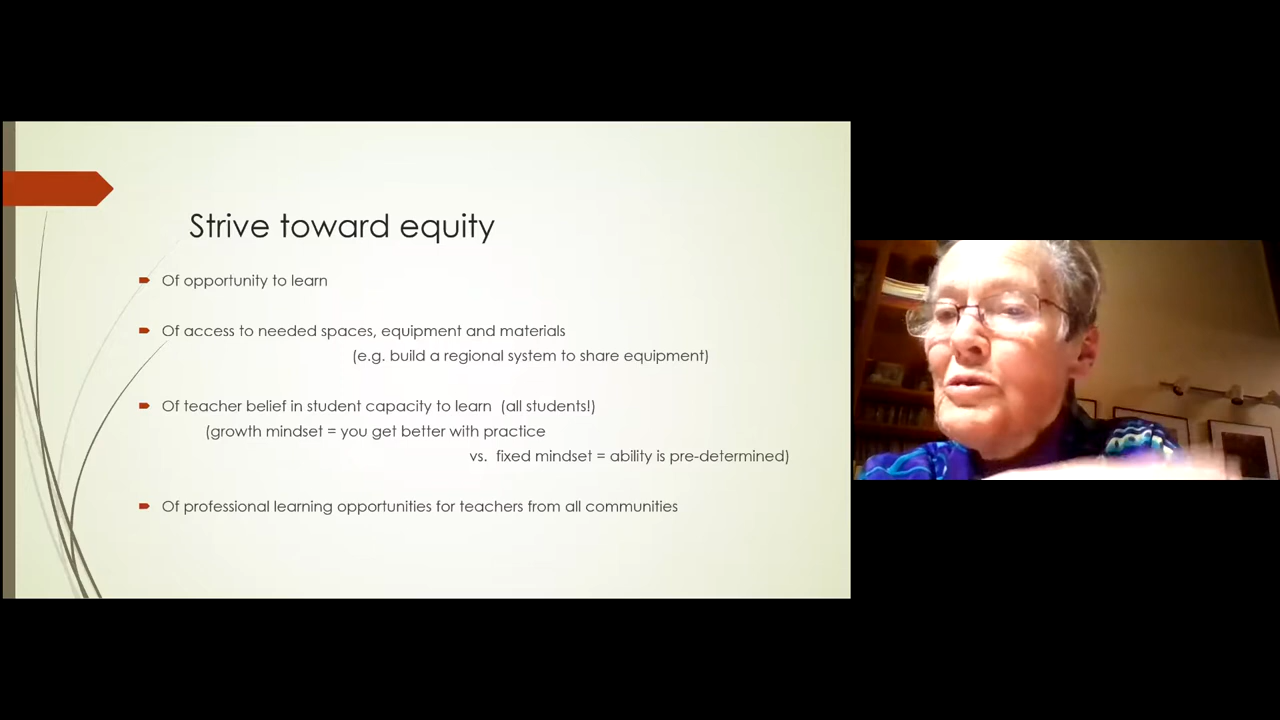 Strive toward equity
Of opportunity to learn
Of access to needed spaces, equipment and materials
(e.g. build a regional system to share equipment)
Of teacher belief in student capacity to learn (all students!)
(growth mindset = you get better with practice
vs. fixed mindset = ability is pre-determined)
Of professional learning opportunities for teachers from all communities